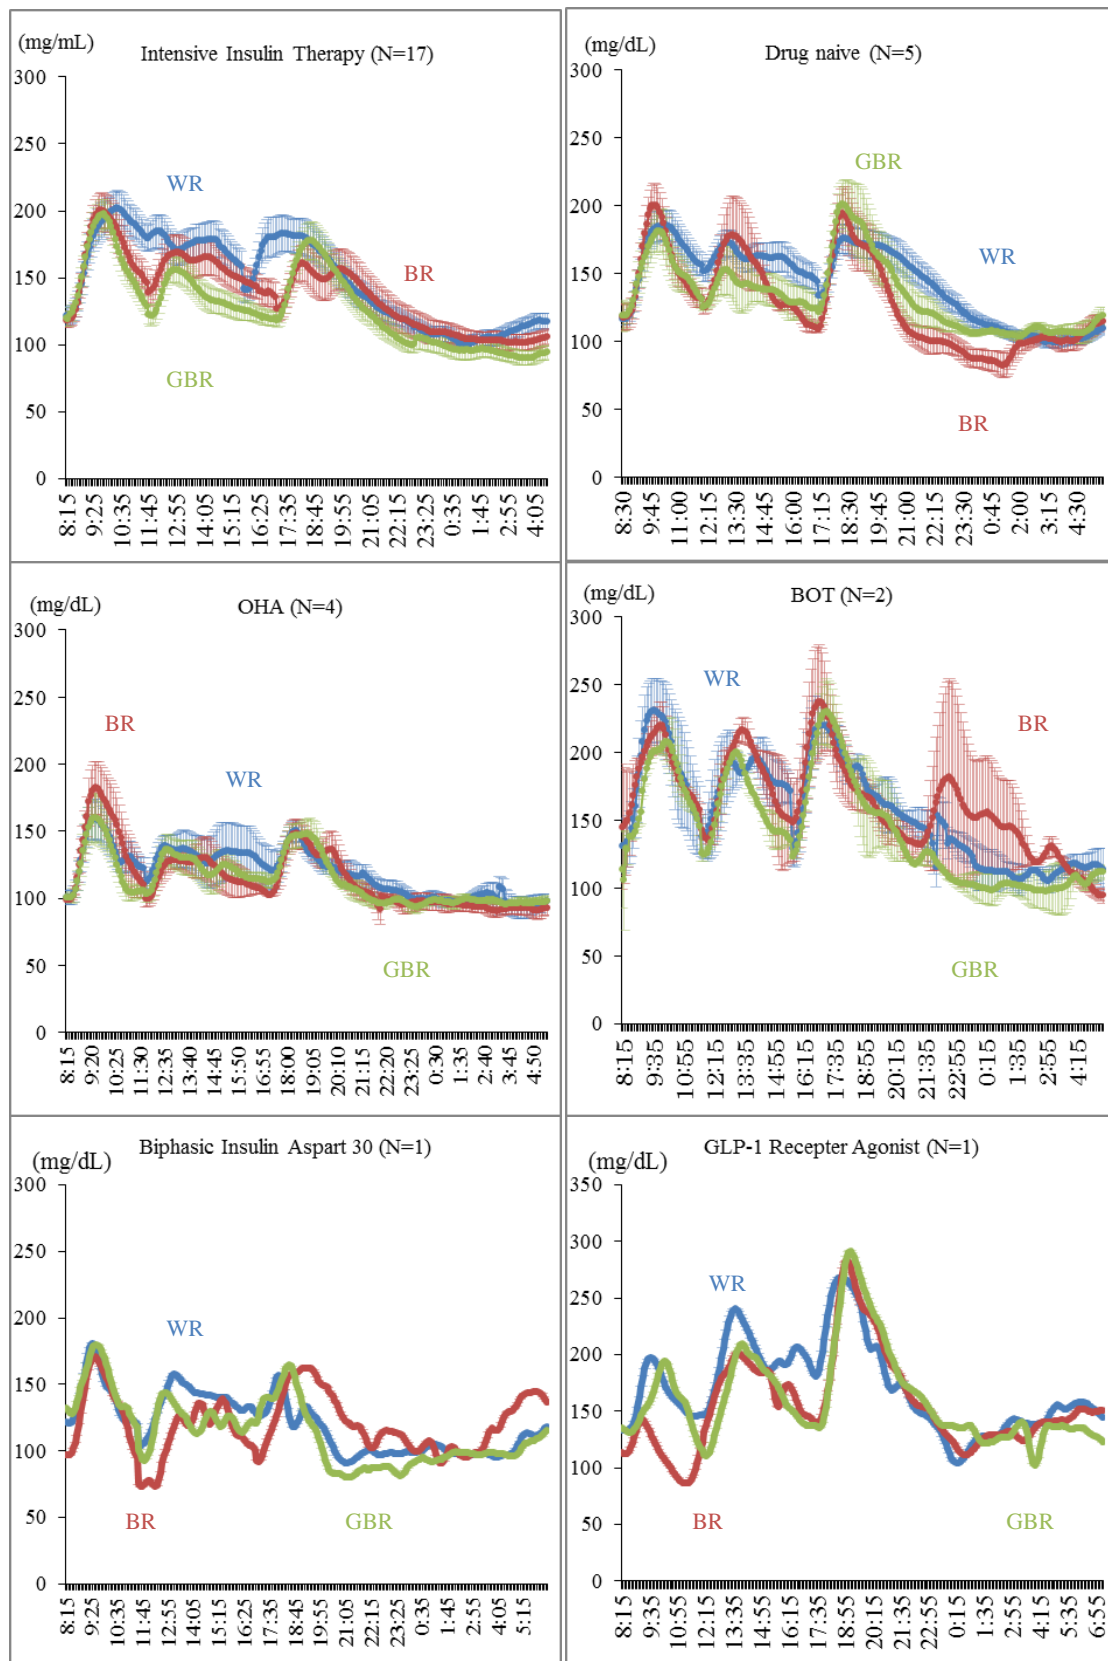 (mg/mL)
Intensive Insulin Therapy (N=17)
300
250
200
150
100
50
0
WR
BR
GBR
8:15 9:25 10:35 11:45 12:55 14:05 15:15 16:25 17:35 18:45 19:55 21:05 22:15 23:25 0:35 1:45 2:55 4:05
(mg/dL)
Drug naive (N=5)
300
250
200
150
100
50
0
GBR
WR
BR
8:30 9:45 11:00 12:15 13:30 14:45 16:00 17:15 18:30 19:45 21:00 22:15 23:30 0:45 2:00 3:15 4:30
(mg/dL)
OHA (N=4)
300
250
200
150
100
50
0
BR
WR
GBR
8:15 9:20 10:25 11:30 12:35 13:40 14:45 15:50 16:55 18:00 19:05 20:10 21:15 22:20 23:25 0:30 1:35 2:40 3:45 4:50
(mg/dL)
BOT (N=2)
300
250
200
150
100
50
0
WR
BR
GBR
8:15 9:35 10:55 12:15 13:35 14:55 16:15 17:35 18:55 20:15 21:35 22:55 0:15 1:35 2:55 4:15
(mg/dL)
Biphasic Insulin Aspart 30 (N=1)
300
250
200
150
100
50
0
WR
BR
GBR
8:15 9:25 10:35 11:45 12:55 14:05 15:15 16:25 17:35 18:45 19:55 21:05 22:15 23:25 0:35 1:45 2:55 4:05 5:15
(mg/dL)
GLP-1 Recepter Agonist (N=1)
350
300
250
200
150
100
50
0
WR
BR
GBR
8:15 9:35 10:55 12:15 13:35 14:55 16:15 17:35 18:55 20:15 21:35 22:55 0:15 1:35 2:55 4:15 5:35 6:55